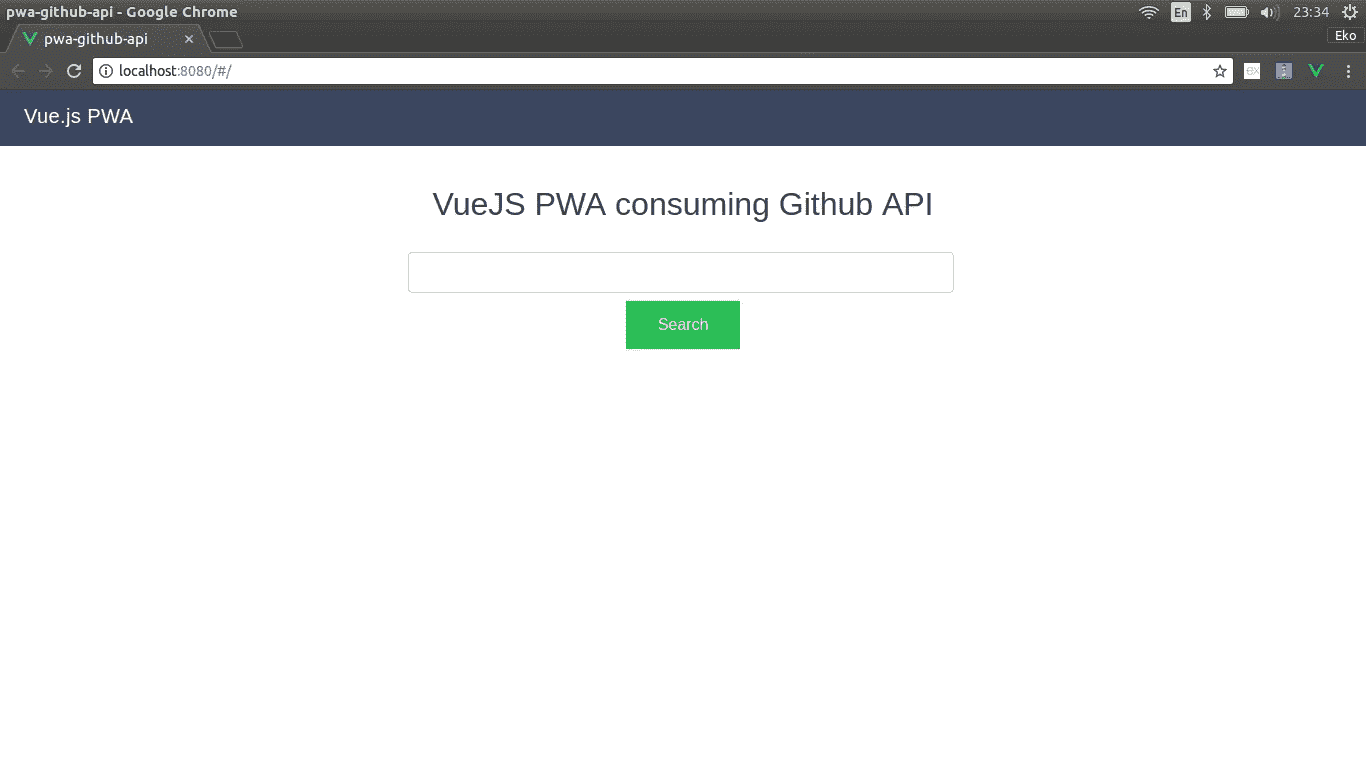 pwa-github-api - Google Chrome
En
23:34
pwa-github-api
Eko
localhost:8080/#/
Vue.js PWA
VueJS PWA consuming Github API
Search